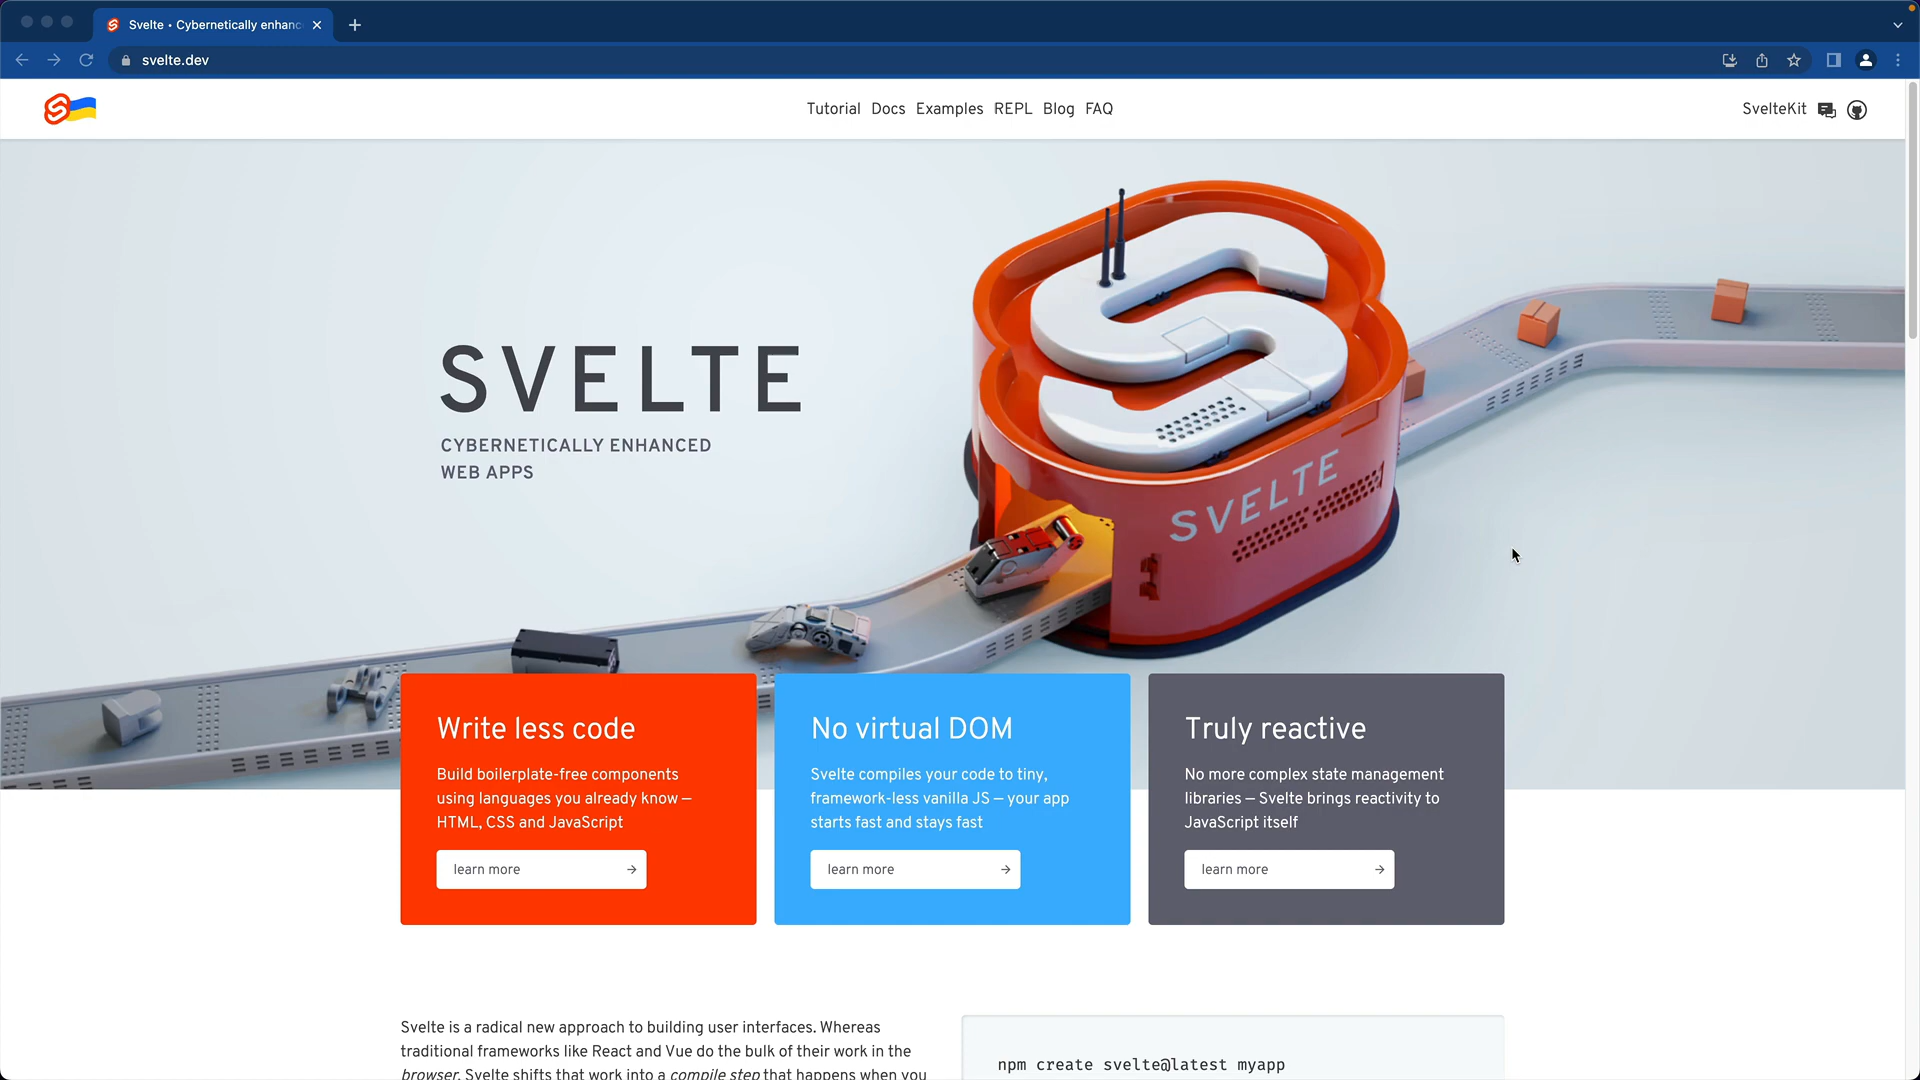 Svelte • Cybernetically enhanc
svelte.dev
Tutorial Docs Examples REPL Blog FAQ
SvelteKit
SVELTE
CYBERNETICALLY ENHANCED
WEB APPS
SVELTE
Write less code
Build boilerplate-free components
using languages you already know —
HTML, CSS and JavaScript
learn more
No virtual DOM
Svelte compiles your code to tiny,
framework-less vanilla JS — your app
starts fast and stays fast
learn more
Truly reactive
No more complex state management
libraries — Svelte brings reactivity to
JavaScript itself
learn more
Svelte is a radical new approach to building user interfaces. Whereas
traditional frameworks like React and Vue do the bulk of their work in the
browser, Svelte shifts that work into a compile step that happens when you
npm create svelte@latest myapp